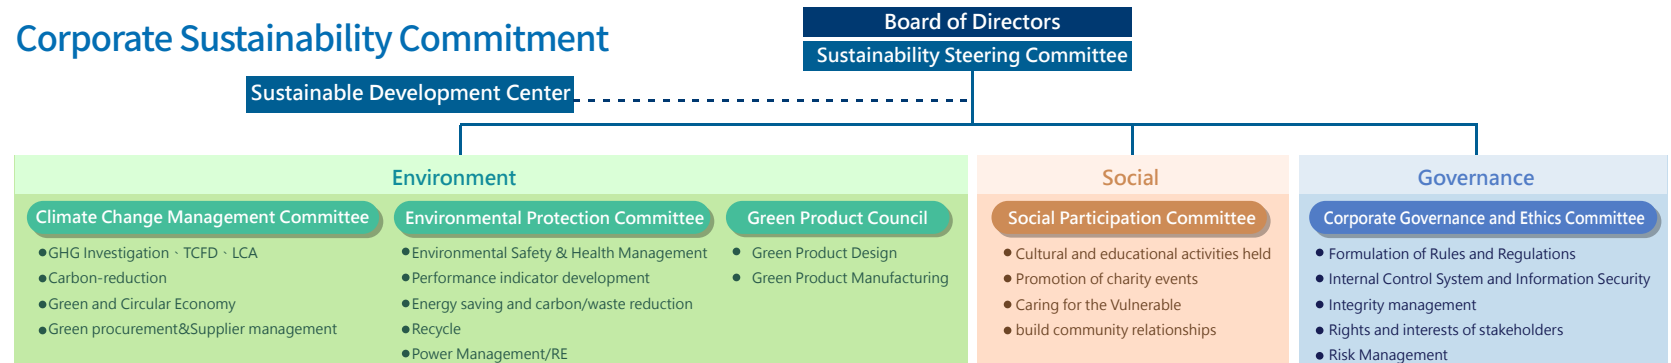 Corporate Sustainability Commitment
Board of Directors
Sustainability Steering Committee
Sustainable Development Center
Environment
Climate Change Management Committee
●GHG Investigation、TCFD、LCA
●Carbon-reduction
●Green and Circular Economy
●Green procurement&Supplier management
Environmental Protection Committee
●Environmental Safety & Health Management
●Performance indicator development
●Energy saving and carbon/waste reduction
●Recycle
●Power Management/RE
Green Product Council
● Green Product Design
● Green Product Manufacturing
Social
Social Participation Committee
● Cultural and educational activities held
● Promotion of charity events
● Caring for the Vulnerable
● build community relationships
Governance
Corporate Governance and Ethics Committee
● Formulation of Rules and Regulations
● Internal Control System and Information Security
● Integrity management
● Rights and interests of stakeholders
● Risk Management